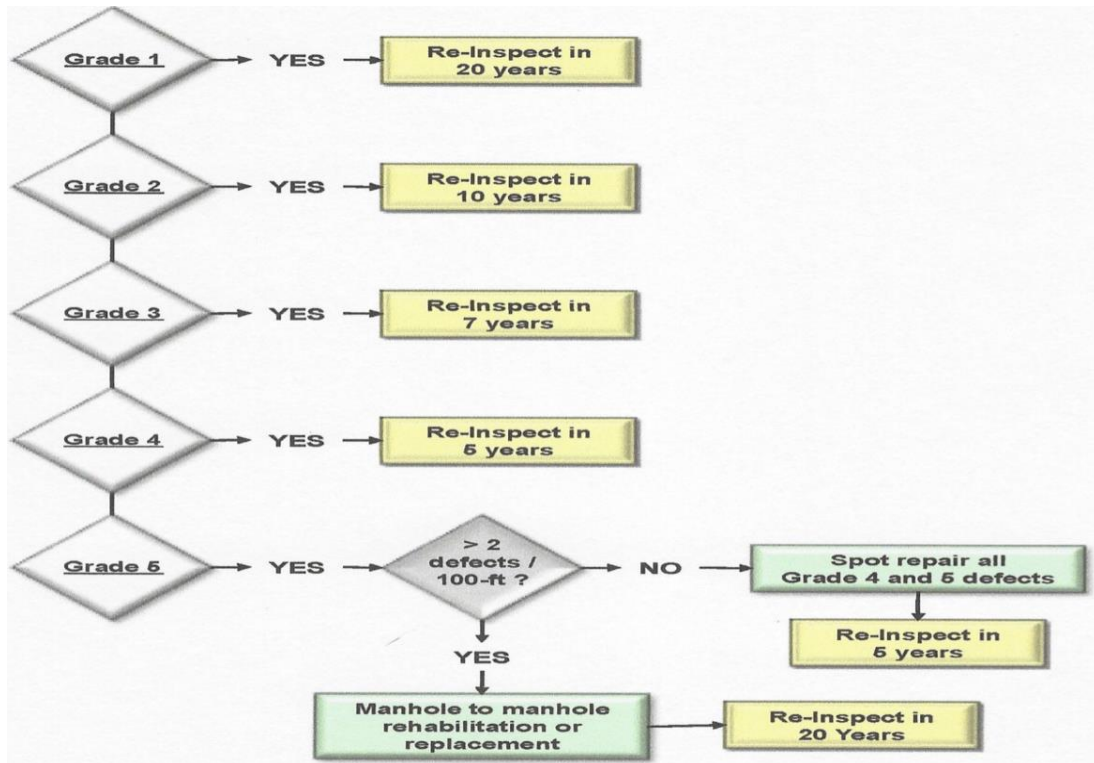 Grade 1
YES
Re-Inspect in
20 years
Grade 2
YES
Re-Inspect in
10 years
Grade 3
YES
Re-Inspect in
7 years
Grade 4
YES
Re-Inspect in
5 years
Grade 5
YES
> 2
defects /
100-ft ?
NO
Spot repair all
Grade 4 and 5 defects
Re-Inspect in
5 years
YES
Manhole to manhole
rehabilitation or
replacement
Re-Inspect in
20 Years